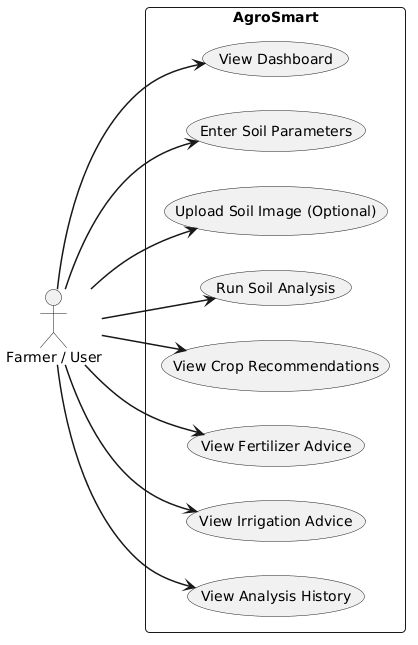 AgroSmart
View Dashboard
Enter Soil Parameters
Upload Soil Image (Optional)
Run Soil Analysis
Farmer / User
View Crop Recommendations
View Fertilizer Advice
View Irrigation Advice
View Analysis History